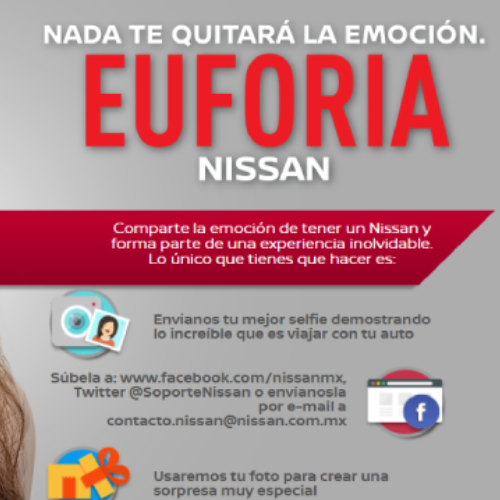 NADA TE QUITARÁ LA EMOCIÓN.
EUFORIA
NISSAN
Comparte la emoción de tener un Nissan y
forma parte de una experiencia inolvidable.
Lo único que tienes que hacer es:
Envíanos tu mejor selfie demostrando
lo increíble que es viajar con tu auto
Súbela a: www.facebook.com/nissanmx,
Twitter @SoporteNissan o envíanosla
por e-mail a
contacto.nissan@nissan.com.mx
f
Usaremos tu foto para crear una
sorpresa muy especial